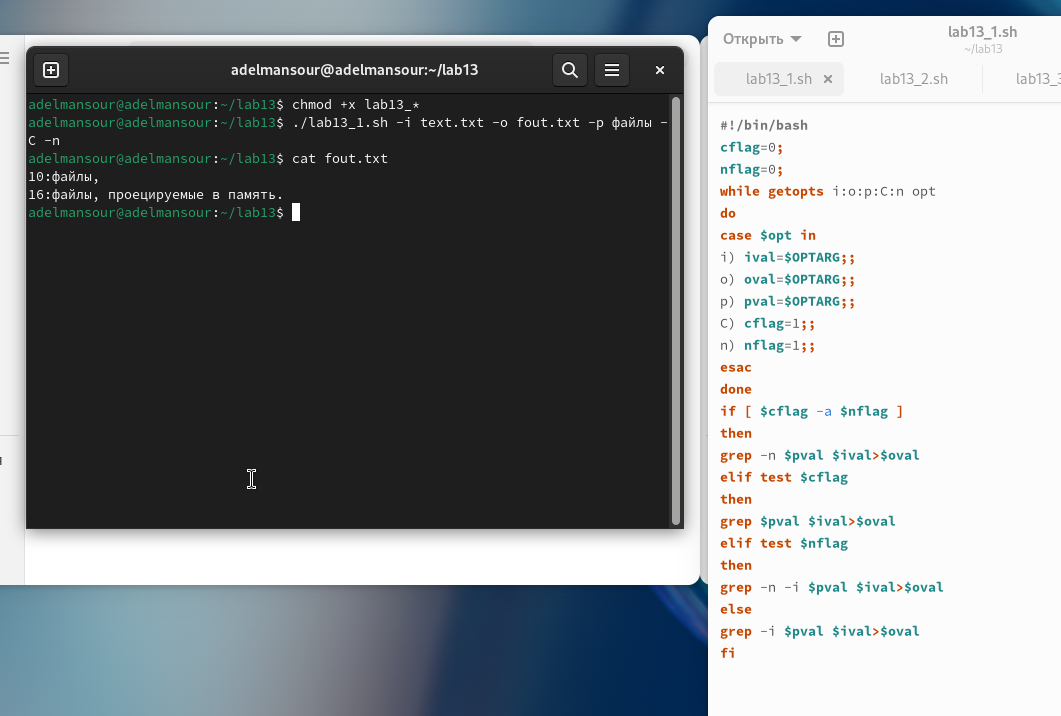 adelmansour@adelmansour:~/lab13
adelmansour@adelmansour:~/lab13$ chmod +x lab13_*
adelmansour@adelmansour:~/lab13$ ./lab13_1.sh -i text.txt -o fout.txt -p файлы -
C -n
adelmansour@adelmansour:~/lab13$ cat fout.txt
10:файлы,
16:файлы, проецируемые в память.
adelmansour@adelmansour:~/lab13$
Открыть
lab13_1.sh
~/lab13
lab13_1.sh × lab13_2.sh
#!/bin/bash
cflag=0;
nflag=0;
while getopts i:o:p:C:n opt
do
case $opt in
i) ival=$OPTARG;;
o) oval=$OPTARG;;
p) pval=$OPTARG;;
C) cflag=1;;
n) nflag=1;;
esac
done
if [ $cflag -a $nflag ]
then
grep -n $pval $ival>$oval
elif test $cflag
then
grep $pval $ival>$oval
elif test $nflag
then
grep -n -i $pval $ival>$oval
else
grep -i $pval $ival>$oval
fi